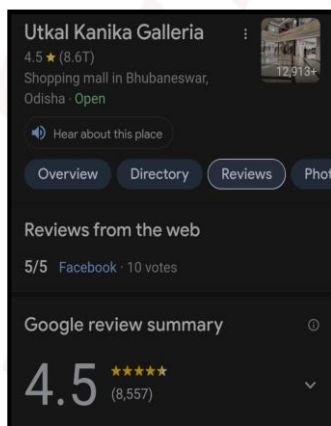 Utkal Kanika Galleria
4.5 ★ (8.6T)
12,913+
Shopping mall in Bhubaneswar,
Odisha · Open
Hear about this place
Overview Directory Reviews Phot
Reviews from the web
5/5 Facebook · 10 votes
Google review summary
4.5
(8,557)